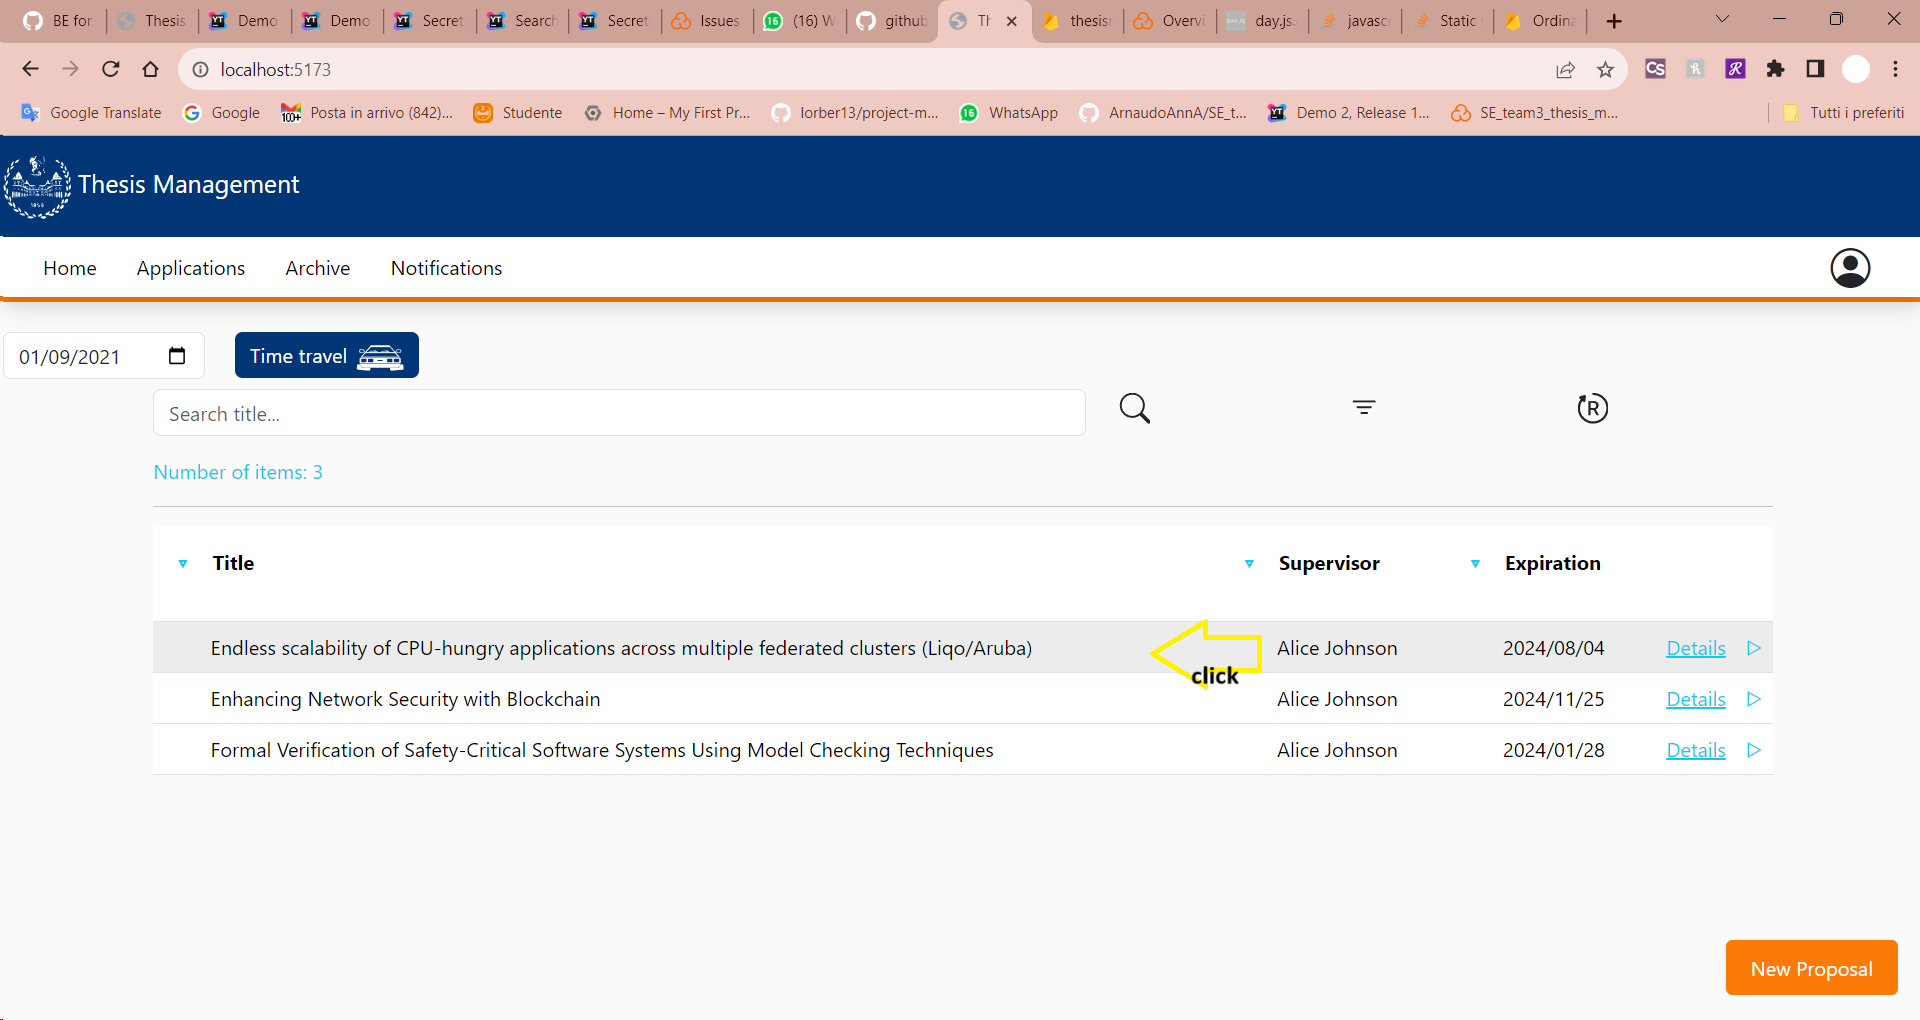 BE for
Thesis
Demo
Demo
Secret
Search
Secret
Issues
(16) W
github
Th
thesisn
Overvi
day.js
javasc
Static
Ordina
localhost:5173
Google Translate
Google
Posta in arrivo (842)...
Studente
Home – My First Pr...
lorber13/project-m...
WhatsApp
ArnaudoAnnA/SE_t...
Demo 2, Release 1...
SE_team3_thesis_m...
Tutti i preferiti
Thesis Management
Home Applications Archive Notifications
01/09/2021
Time travel
Search title...
R
Number of items: 3
Title Supervisor Expiration
Endless scalability of CPU-hungry applications across multiple federated clusters (Liqo/Aruba) Alice Johnson 2024/08/04 Details
click
Enhancing Network Security with Blockchain Alice Johnson 2024/11/25 Details
Formal Verification of Safety-Critical Software Systems Using Model Checking Techniques Alice Johnson 2024/01/28 Details
New Proposal